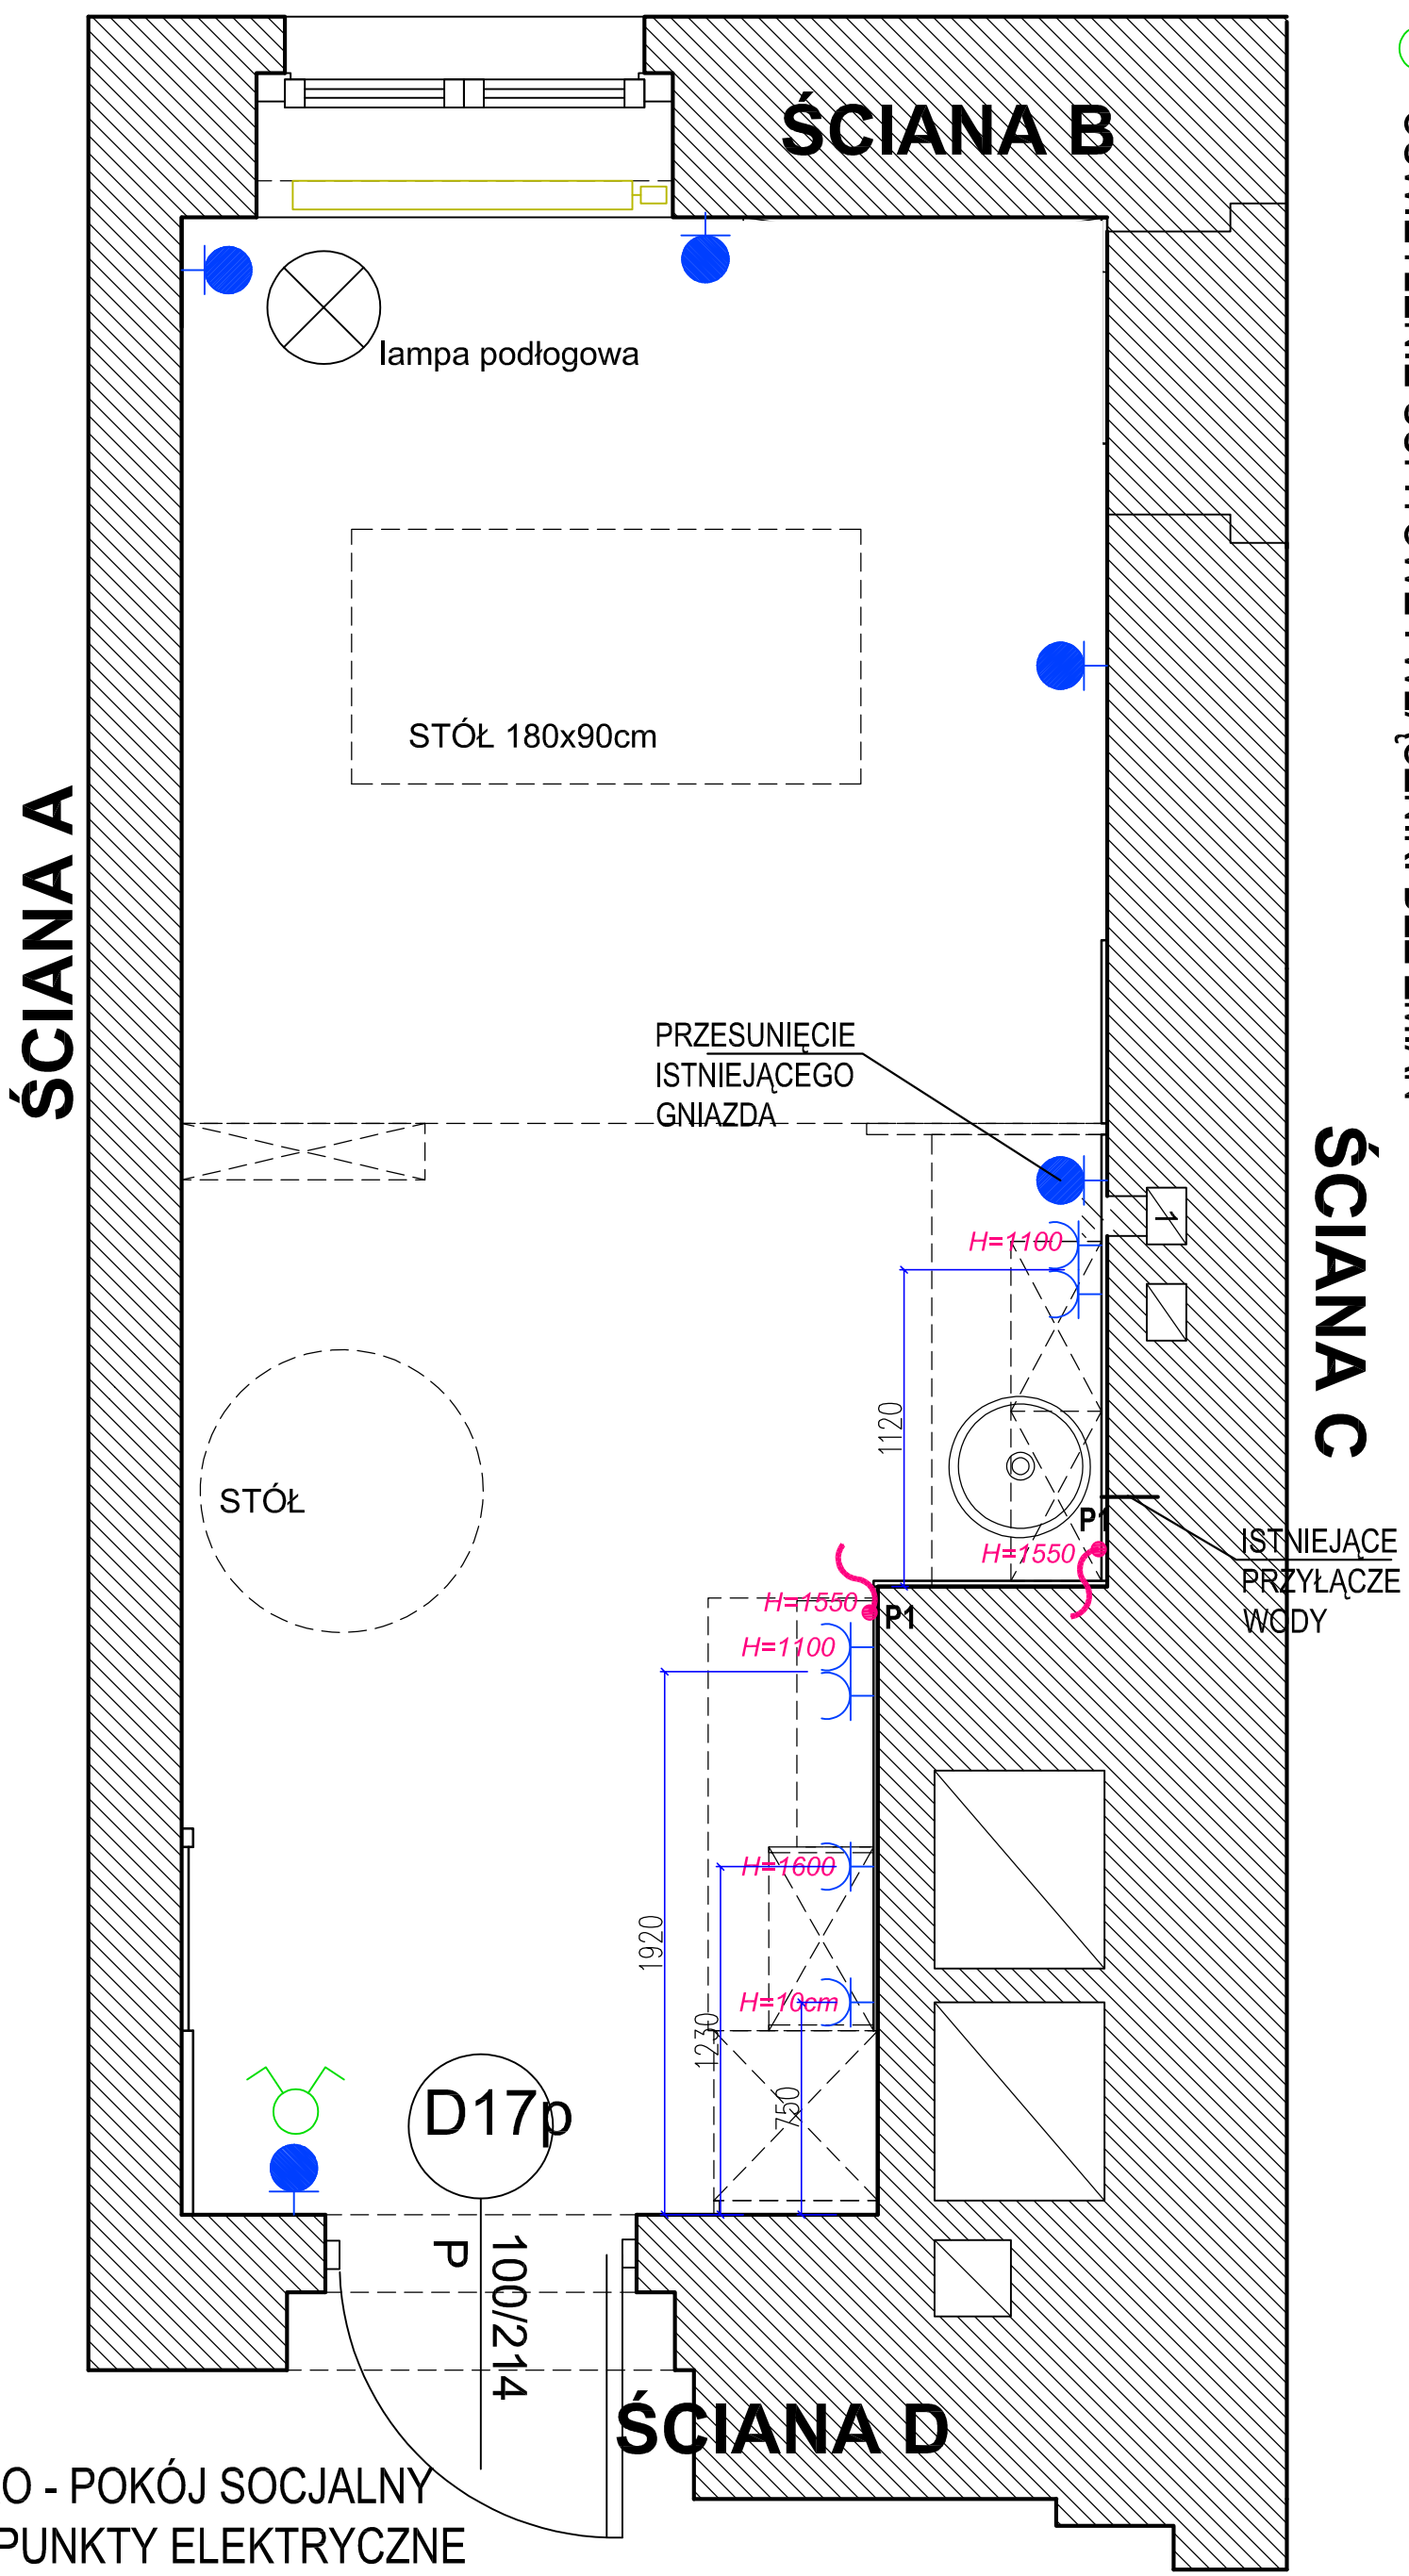 ŚCIANA B
lampa podłogowa
STÓŁ 180x90cm
ŚCIANA A
PRZESUNIĘCIE
ISTNIEJĄCEGO
GNIAZDA
ŚCIANA C
1
H=1100
1120
STÓŁ
P1
H=1550
ISTNIEJĄCE
PRZYŁĄCZE
WODY
H=1550
P1
H=1100
H=1600
1920
H=10cm
1230
750
D17p
P
100/214
ŚCIANA D
O - POKÓJ SOCJALNY
PUNKTY ELEKTRYCZNE